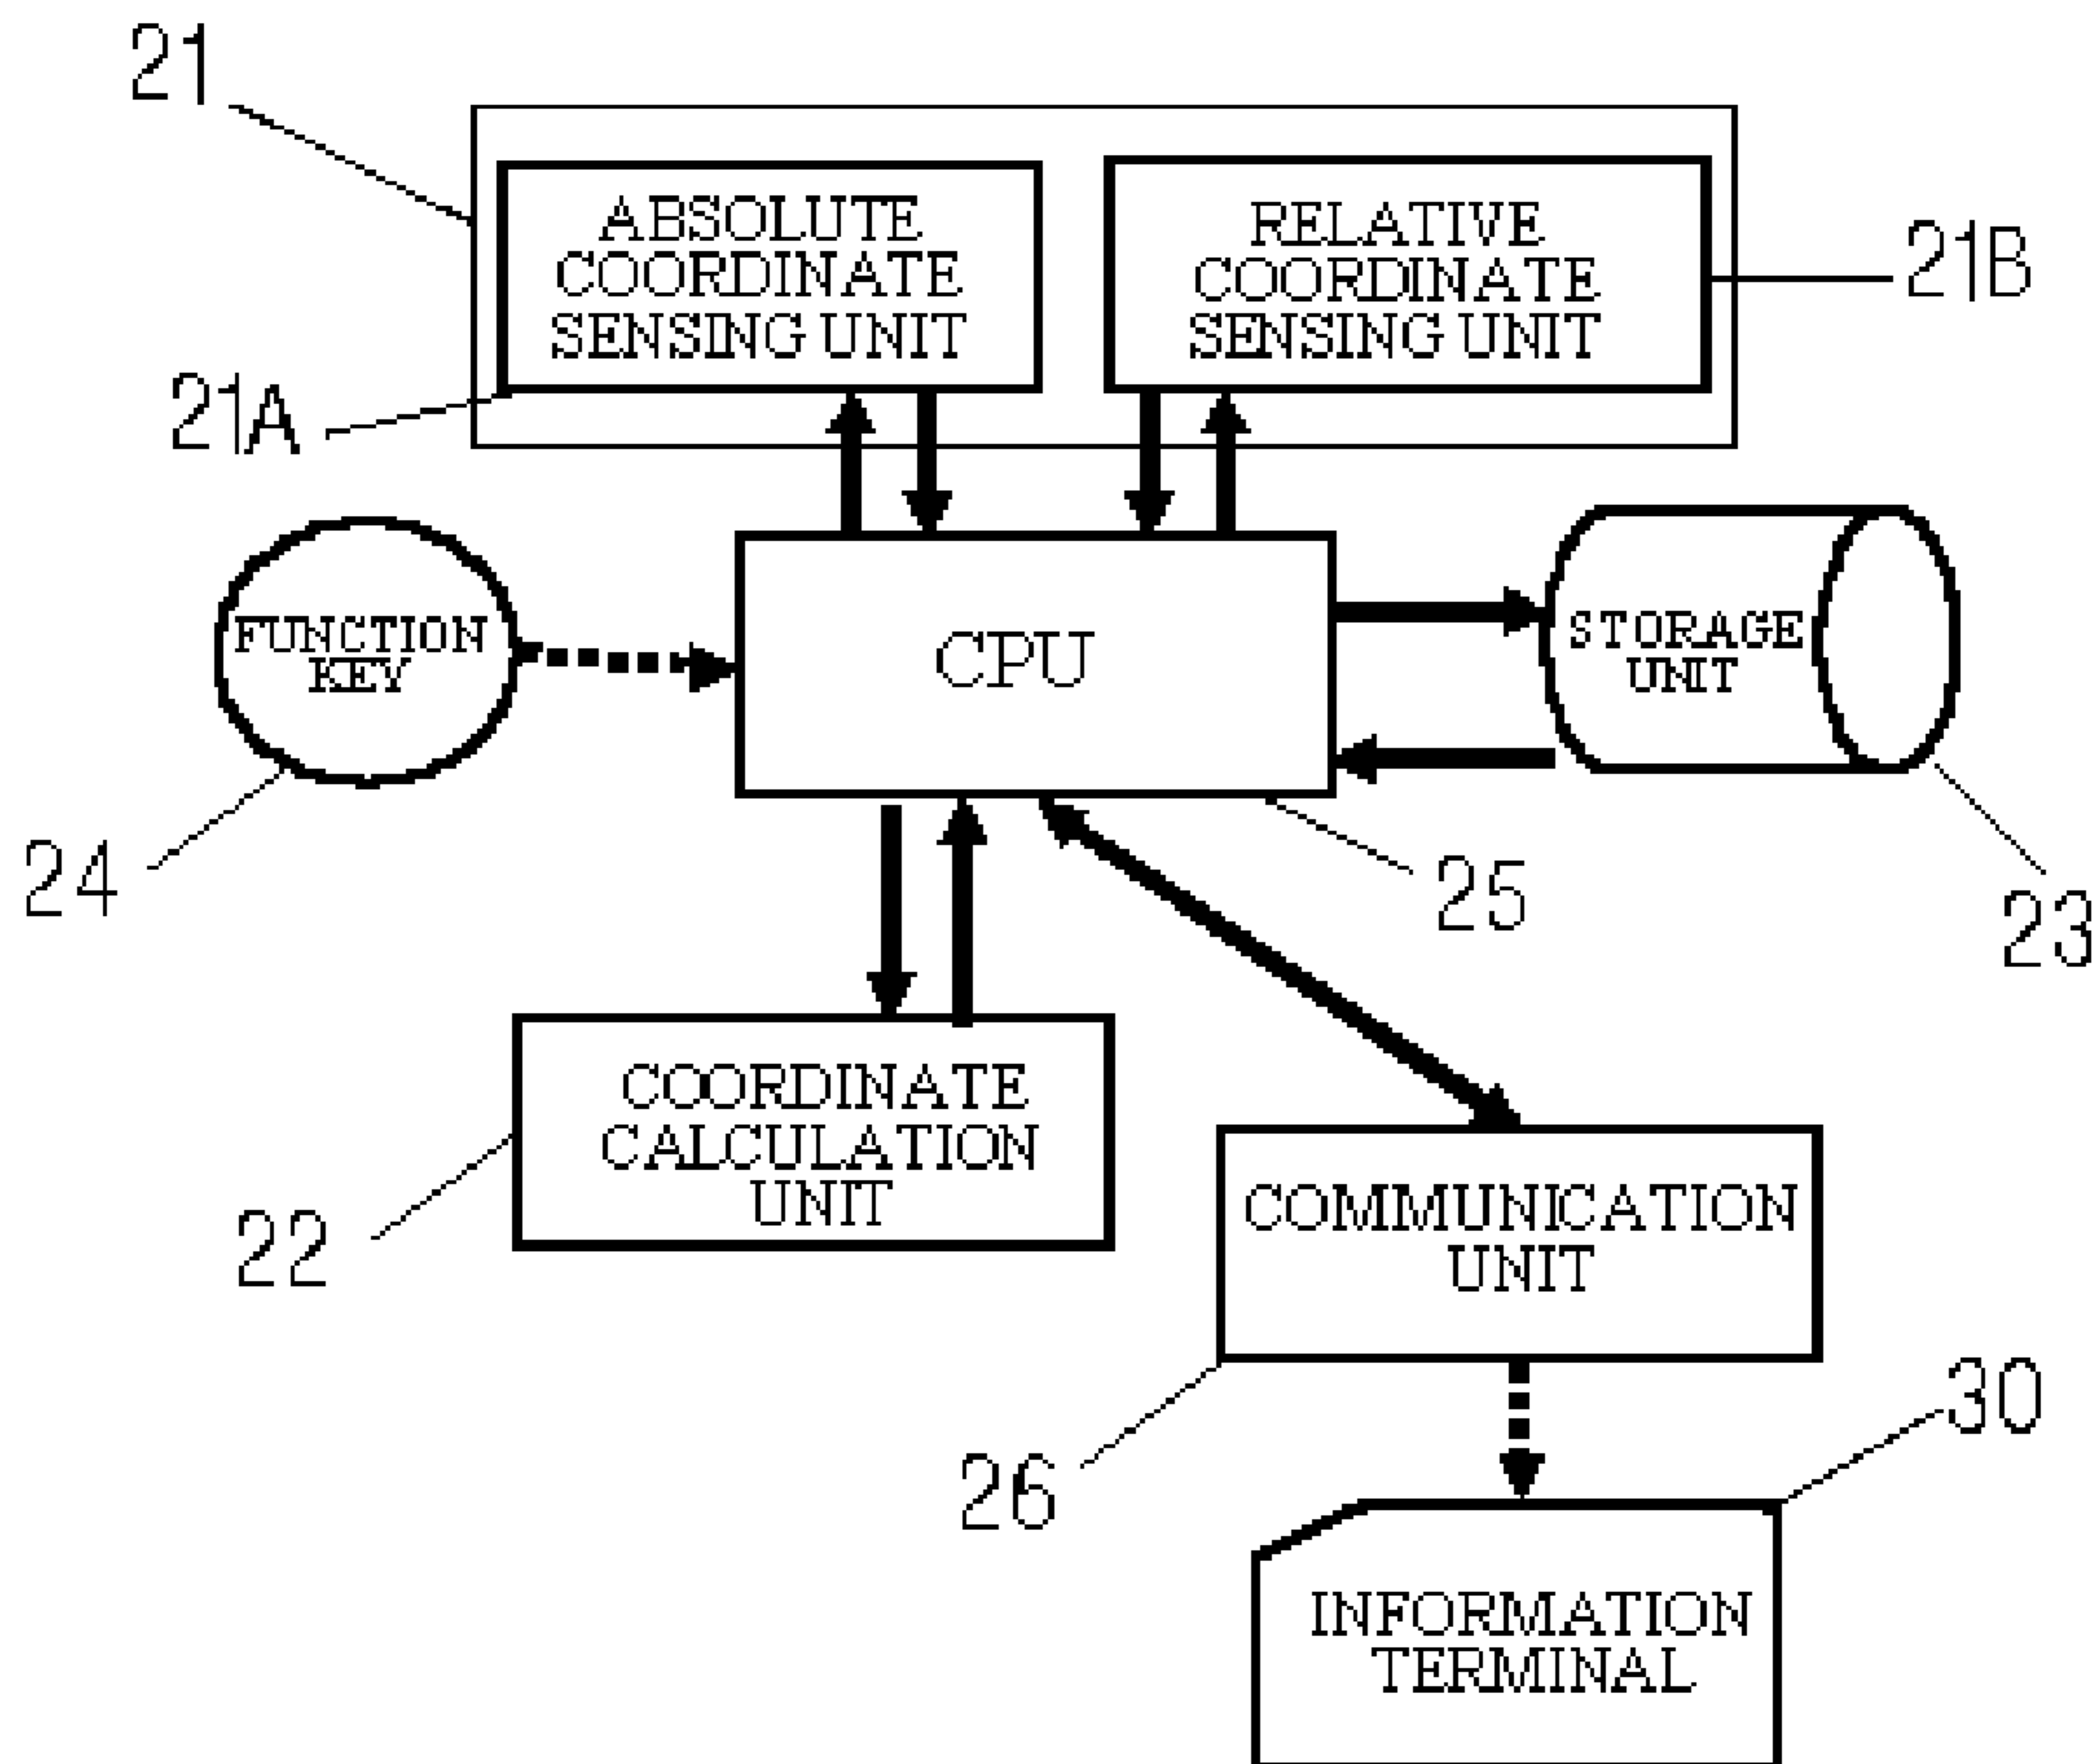 21
ABSOLUTE
COORDINATE
SENSING UNIT
RELATIVE
COORDINATE
SENSING UNIT
21B
21A
FUNCTION
KEY
CPU
STORAGE
UNIT
24
25
23
COORDINATE
CALCULATION
UNIT
22
COMMUNICATION
UNIT
26
30
INFORMATION
TERMINAL